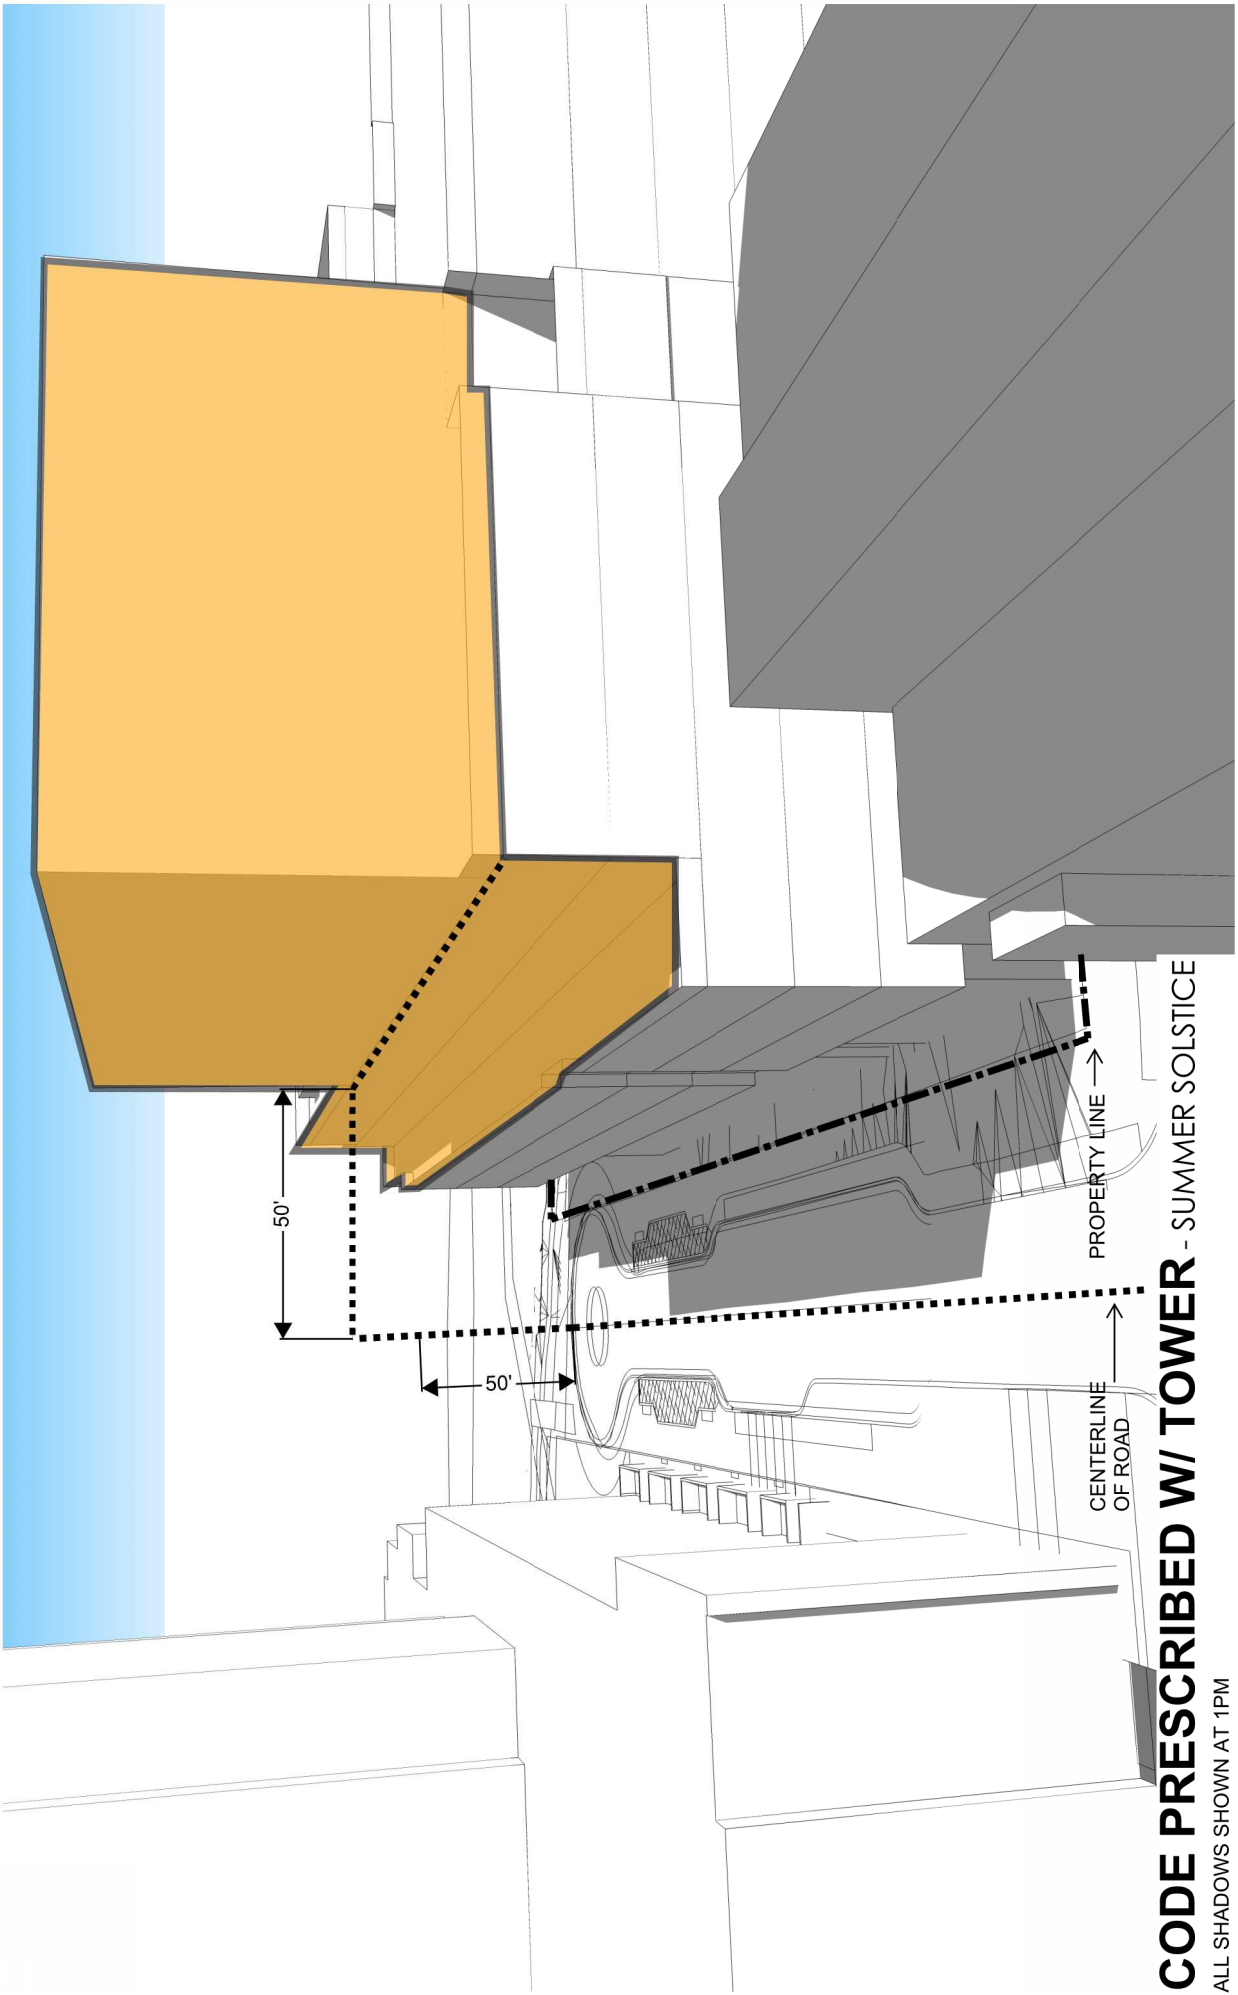 50'
50'
CENTERLINE
OF ROAD
PROPERTY LINE
CODE PRESCRIBED W/ TOWER - SUMMER SOLSTICE
ALL SHADOWS SHOWN AT 1PM